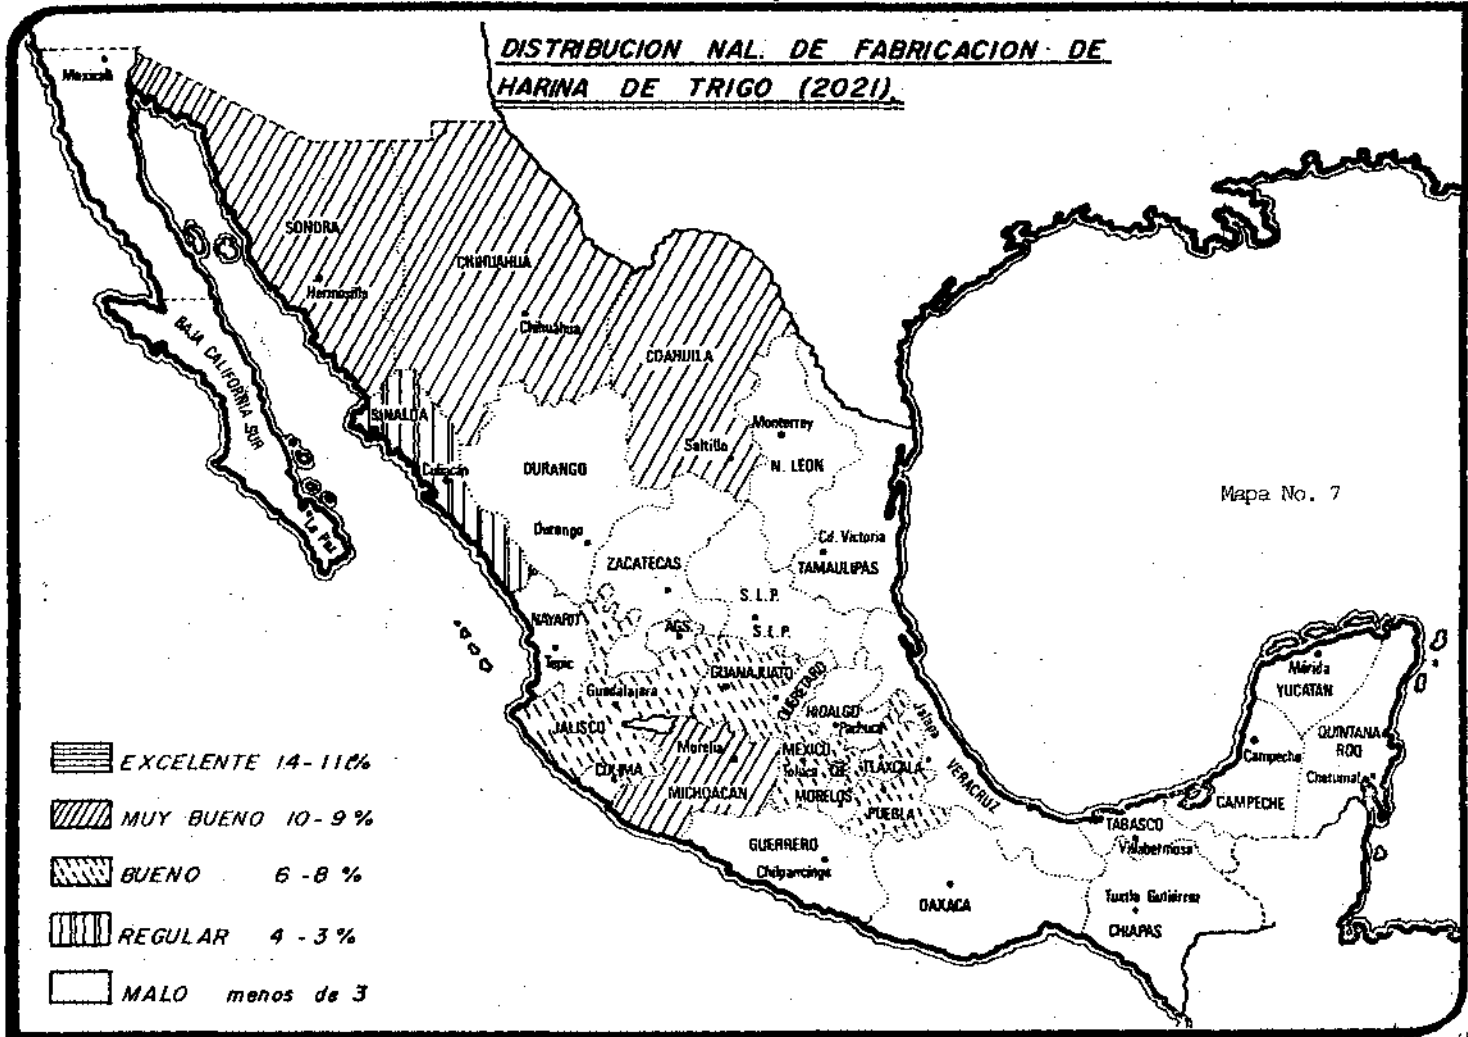 DISTRIBUCION NAL. DE FABRICACION DE
HARINA DE TRIGO (2021)
Mexicali
SONORA
Hermosillo
CHIHUAHUA
Chihuahua
COAHUILA
Saltillo
BAJA CALIFORNIA SUR
La Paz
SINALOA
Culiacán
DURANGO
Durango
Monterrey
N. LEON
Mapa No. 7
Cd. Victoria
TAMAULIPAS
ZACATECAS
S.L.P.
S.L.P.
AGS.
NAYARIT
Tepic
GUANAJUATO
QUERETARO
Guadalajara
JALISCO
COLIMA
HIDALGO
Pachuca
Jalapa
VERACRUZ
Morelia
MICHOACAN
MEXICO
Toluca
DF.
TLAXCALA
MORELOS
PUEBLA
GUERRERO
Chilpancingo
OAXACA
Mérida
YUCATAN
QUINTANA
ROO
Chetumal
Campeche
CAMPECHE
TABASCO
Villahermosa
Tuxtla Gutiérrez
CHIAPAS
EXCELENTE 14-11%
MUY BUENO 10-9%
BUENO 6-8%
REGULAR 4-3%
MALO menos de 3